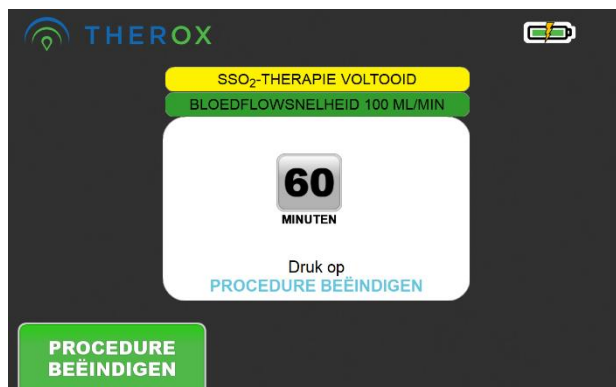 THEROX
SSO₂-THERAPIE VOLTOOID
BLOEDFLOWSNELHEID 100 ML/MIN
60
MINUTEN
Druk op
PROCEDURE BEËINDIGEN
PROCEDURE
BEËINDIGEN